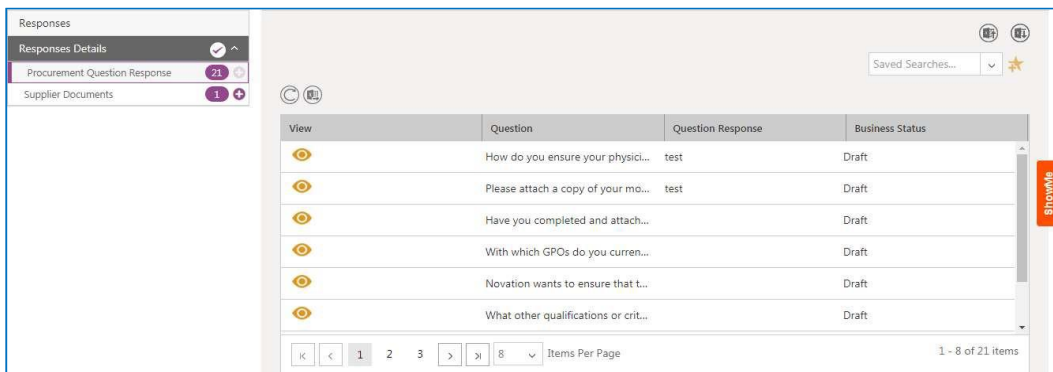 Responses
Responses Details
Procurement Question Response 21
Supplier Documents 1
Saved Searches...
View Question Question Response Business Status
How do you ensure your physici... test Draft
Please attach a copy of your mo... test Draft
Have you completed and attach... Draft
With which GPOs do you curren... Draft
Novation wants to ensure that t... Draft
What other qualifications or crit... Draft
1 2 3 8 Items Per Page 1 - 8 of 21 items
ShowMe